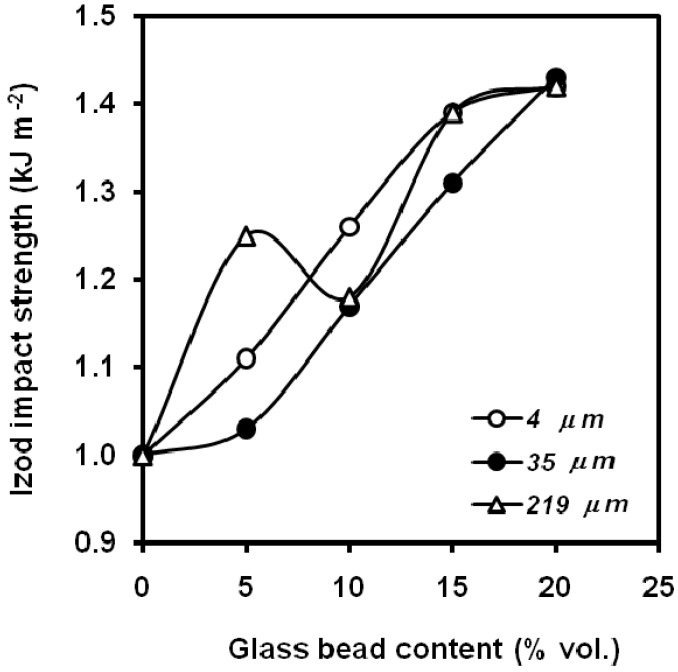 1.5
1.4
1.3
1.2
1.1
1.0
0.9
Izod impact strength (kJ m⁻²)
4 μm
35 μm
219 μm
0 5 10 15 20 25
Glass bead content (% vol.)